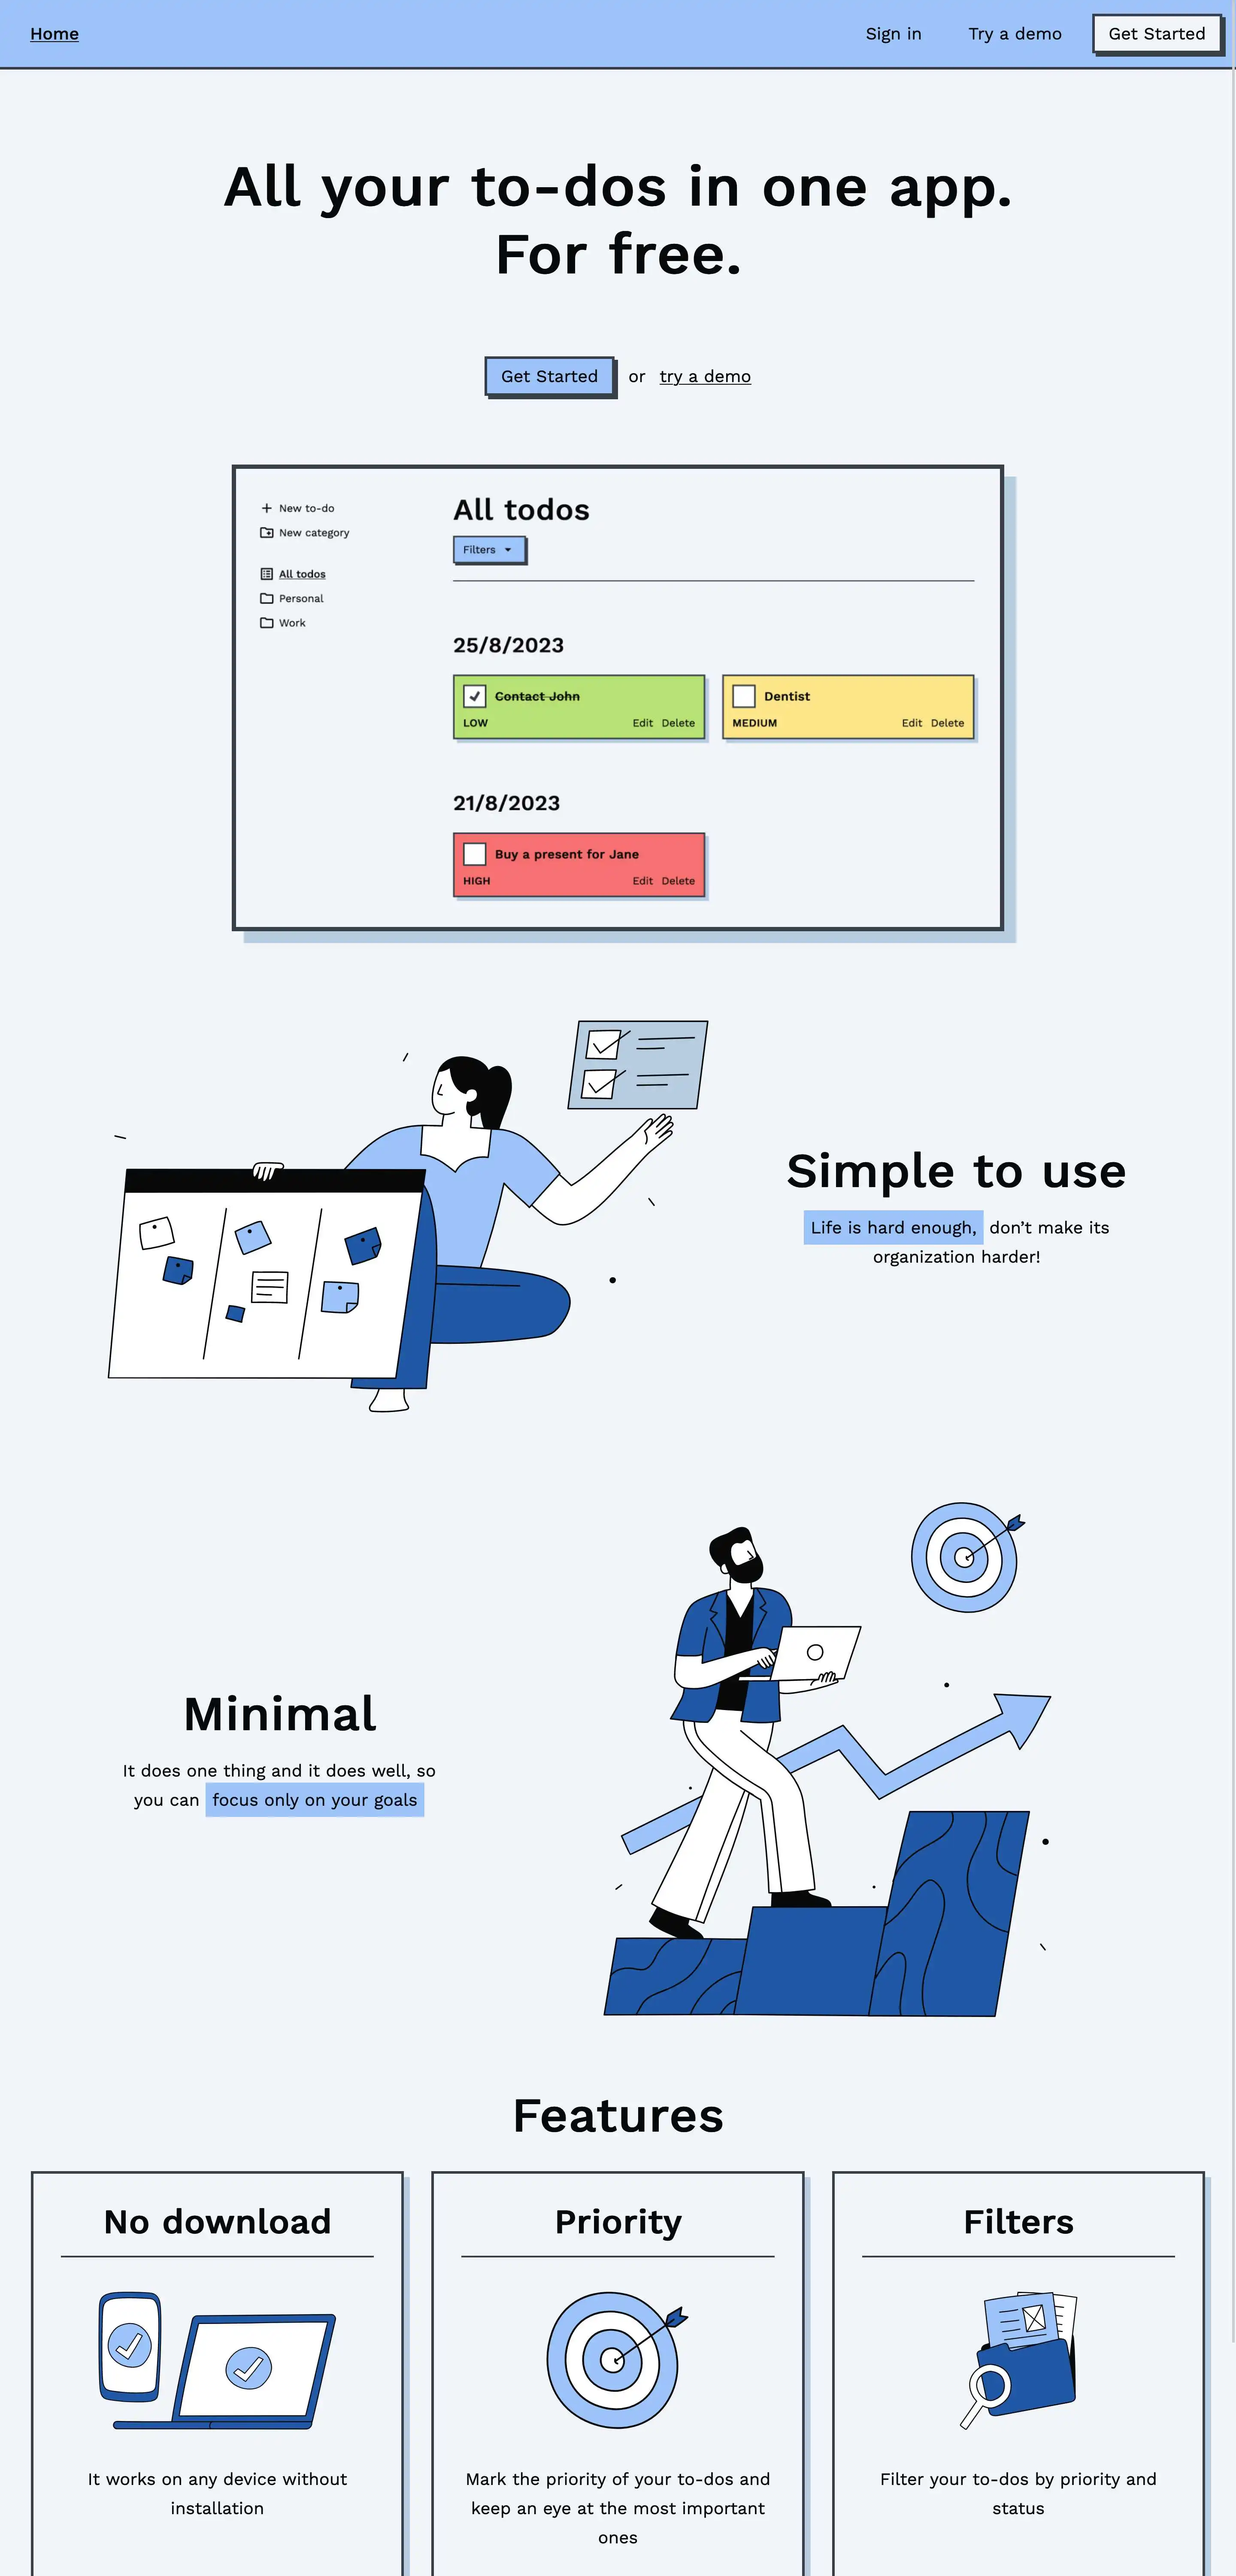 Home
Sign in
Try a demo
Get Started
All your to-dos in one app.
For free.
Get Started or try a demo
New to-do
New category
All todos
Personal
Work
All todos
Filters
25/8/2023
Contact John
LOW
Edit Delete
Dentist
MEDIUM
Edit Delete
21/8/2023
Buy a present for Jane
HIGH
Edit Delete
Simple to use
Life is hard enough, don’t make its
organization harder!
Minimal
It does one thing and it does well, so
you can focus only on your goals
Features
No download
It works on any device without
installation
Priority
Mark the priority of your to-dos and
keep an eye at the most important
ones
Filters
Filter your to-dos by priority and
status